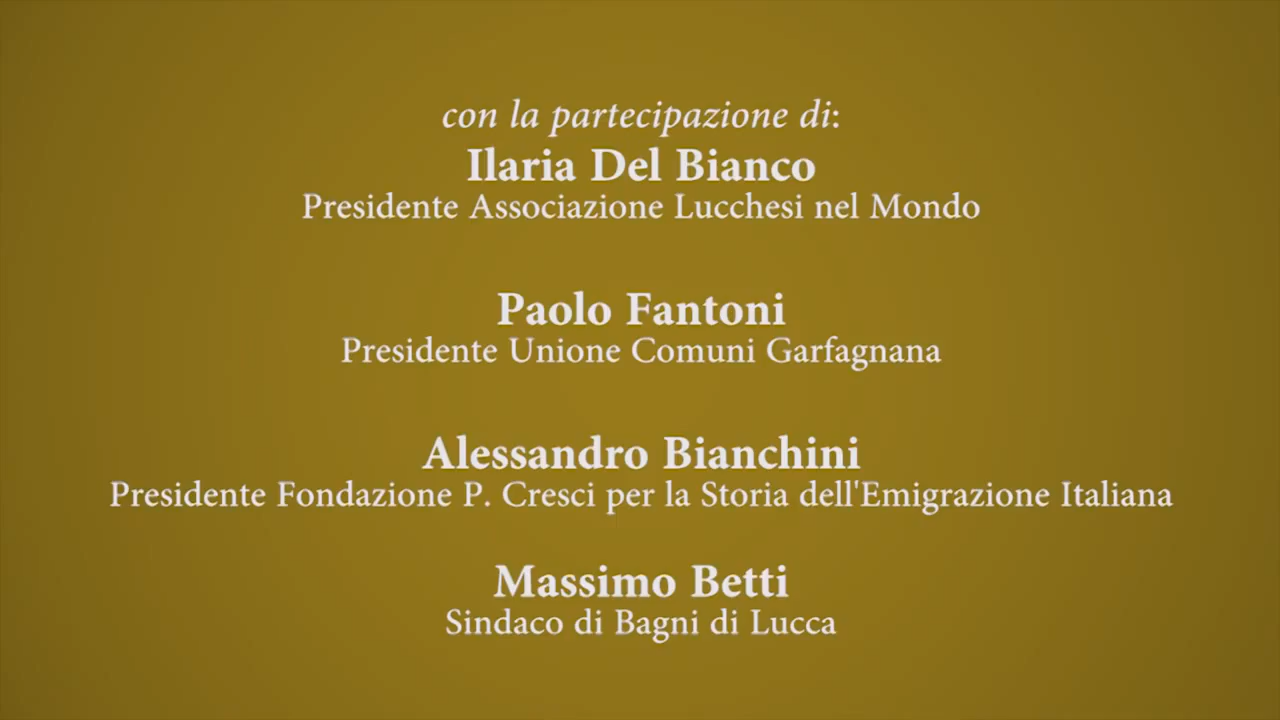 con la partecipazione di:
Ilaria Del Bianco
Presidente Associazione Lucchesi nel Mondo
Paolo Fantoni
Presidente Unione Comuni Garfagnana
Alessandro Bianchini
Presidente Fondazione P. Cresci per la Storia dell'Emigrazione Italiana
Massimo Betti
Sindaco di Bagni di Lucca